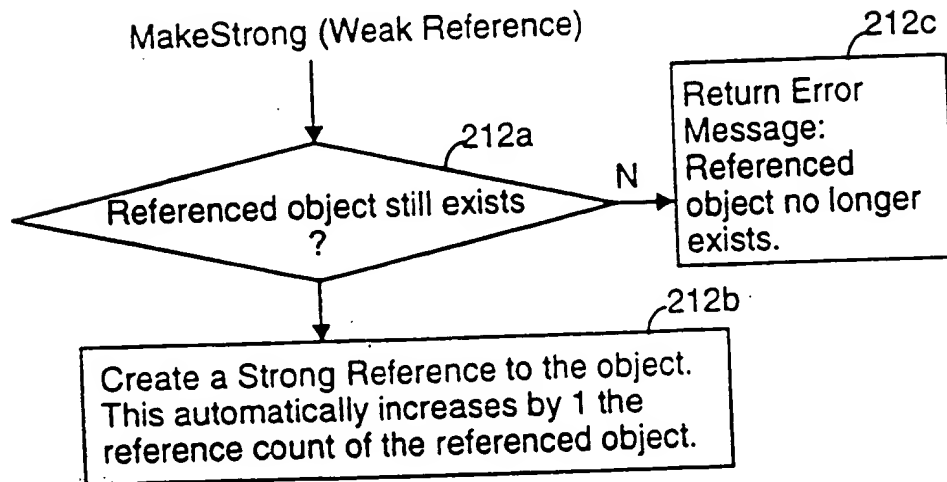 MakeStrong (Weak Reference)
212c
Return Error
Message:
Referenced
object no longer
exists.
212a
N
Referenced object still exists
?
212b
Create a Strong Reference to the object.
This automatically increases by 1 the
reference count of the referenced object.